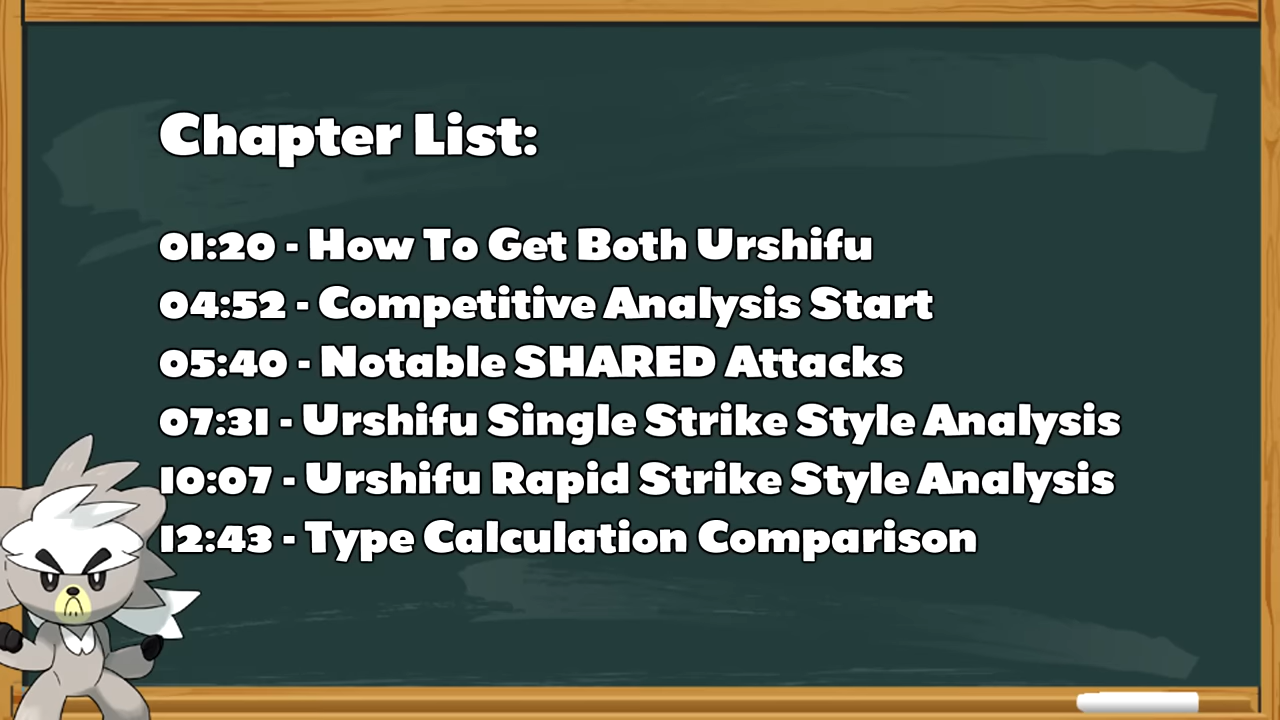 Chapter List:
01:20 - How To Get Both Urshifu
04:52 - Competitive Analysis Start
05:40 - Notable SHARED Attacks
07:31 - Urshifu Single Strike Style Analysis
10:07 - Urshifu Rapid Strike Style Analysis
12:43 - Type Calculation Comparison